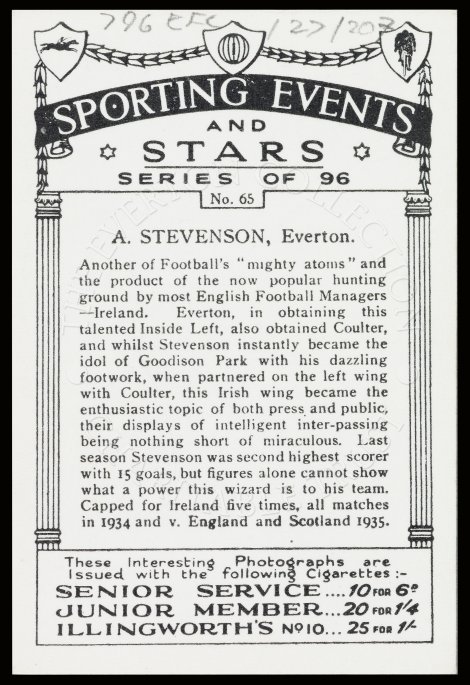 796 EFC /27/203
SPORTING EVENTS
AND
STARS
SERIES OF 96
No. 65
A. STEVENSON, Everton.
Another of Football's "mighty atoms" and
the product of the now popular hunting
ground by most English Football Managers
—Ireland. Everton, in obtaining this
talented Inside Left, also obtained Coulter,
and whilst Stevenson instantly became the
idol of Goodison Park with his dazzling
footwork, when partnered on the left wing
with Coulter, this Irish wing became the
enthusiastic topic of both press and public,
their displays of intelligent inter-passing
being nothing short of miraculous. Last
season Stevenson was second highest scorer
with 15 goals, but figures alone cannot show
what a power this wizard is to his team.
Capped for Ireland five times, all matches
in 1934 and v. England and Scotland 1935.
These Interesting Photographs are
Issued with the following Cigarettes :-
SENIOR SERVICE .... 10 FOR 6D
JUNIOR MEMBER... 20 FOR 1/4
ILLINGWORTH'S No 10... 25 FOR 1/-